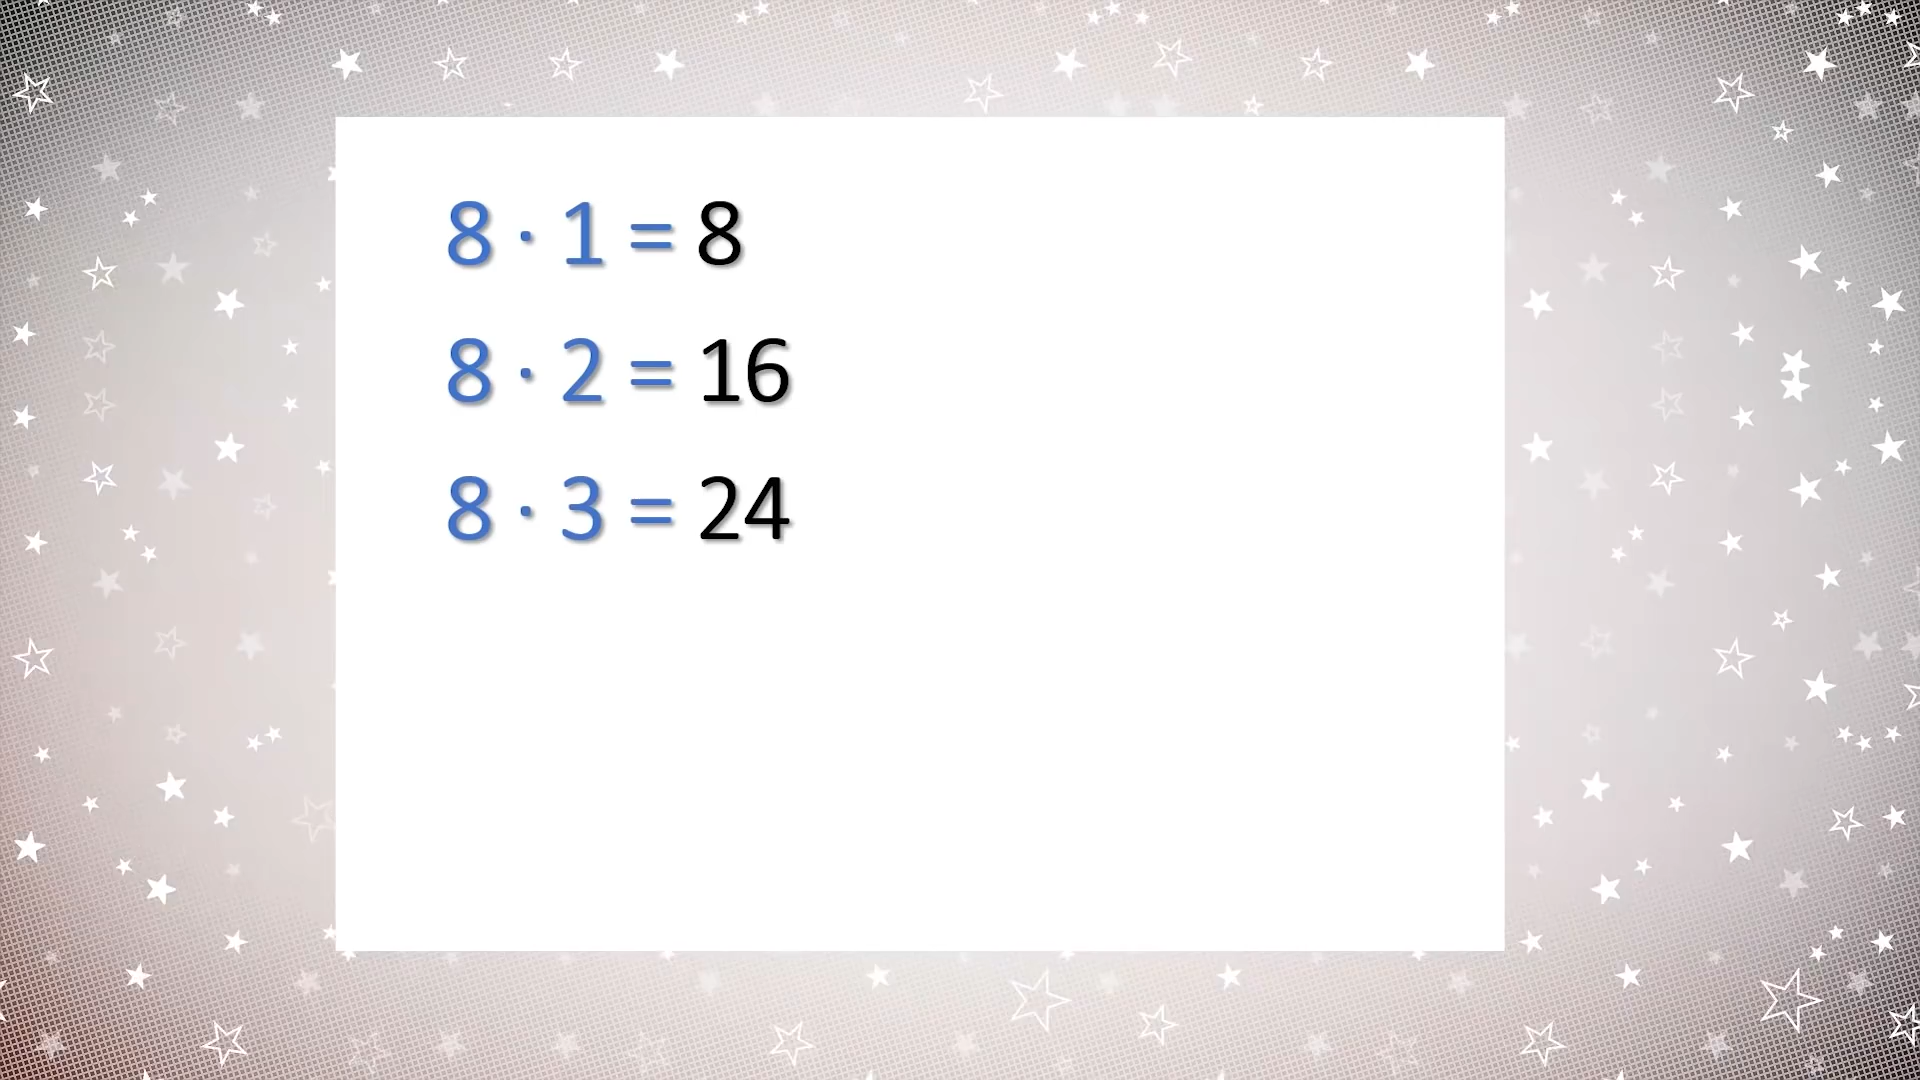 8 · 1 = 8
8 · 2 = 16
8 · 3 = 24